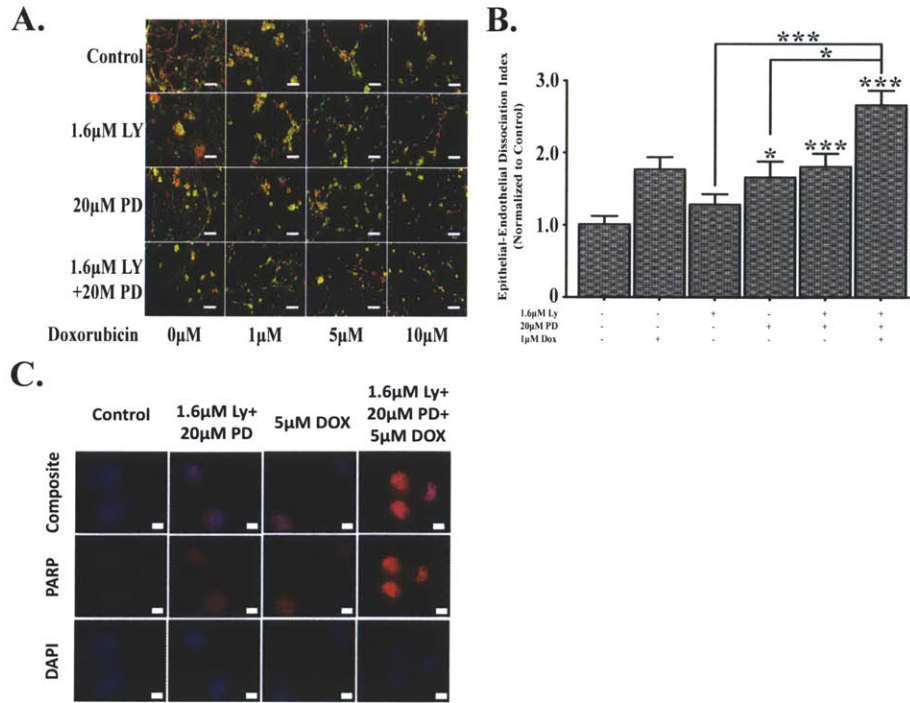 A.
Control
1.6µM LY
20µM PD
1.6µM LY
+20M PD
Doxorubicin 0µM 1µM 5µM 10µM
B.
Epithelial-Endothelial Dissociation Index
(Normalized to Control)
3.0
2.0
1.0
0
***
*
***
* ***
1.6µM Ly - - + - + +
20µM PD - - - + + +
1µM Dox - + - - - +
C.
Control
1.6µM Ly+
20µM PD
5µM DOX
1.6µM Ly+
20µM PD+
5µM DOX
Composite
PARP
DAPI